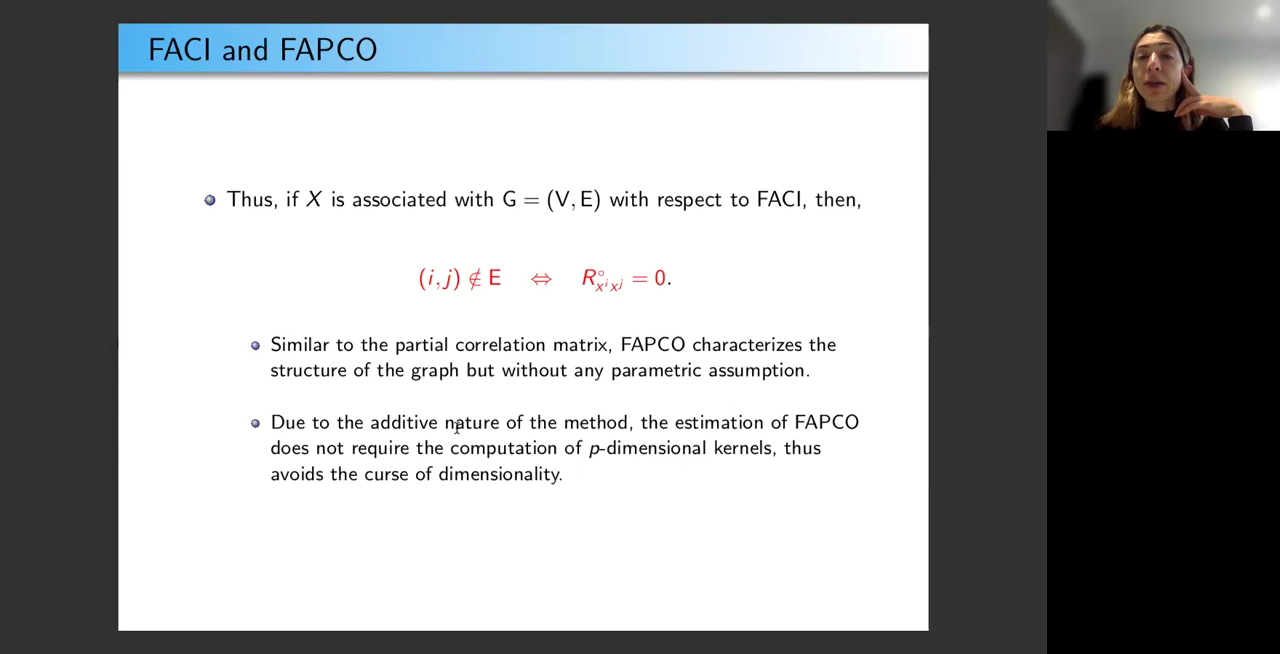 FACI and FAPCO
Thus, if X is associated with G = (V, E) with respect to FACI, then,
(i, j) ∉ E ⇔ R°_{x^i x^j} = 0.
Similar to the partial correlation matrix, FAPCO characterizes the
structure of the graph but without any parametric assumption.
Due to the additive nature of the method, the estimation of FAPCO
does not require the computation of p-dimensional kernels, thus
avoids the curse of dimensionality.